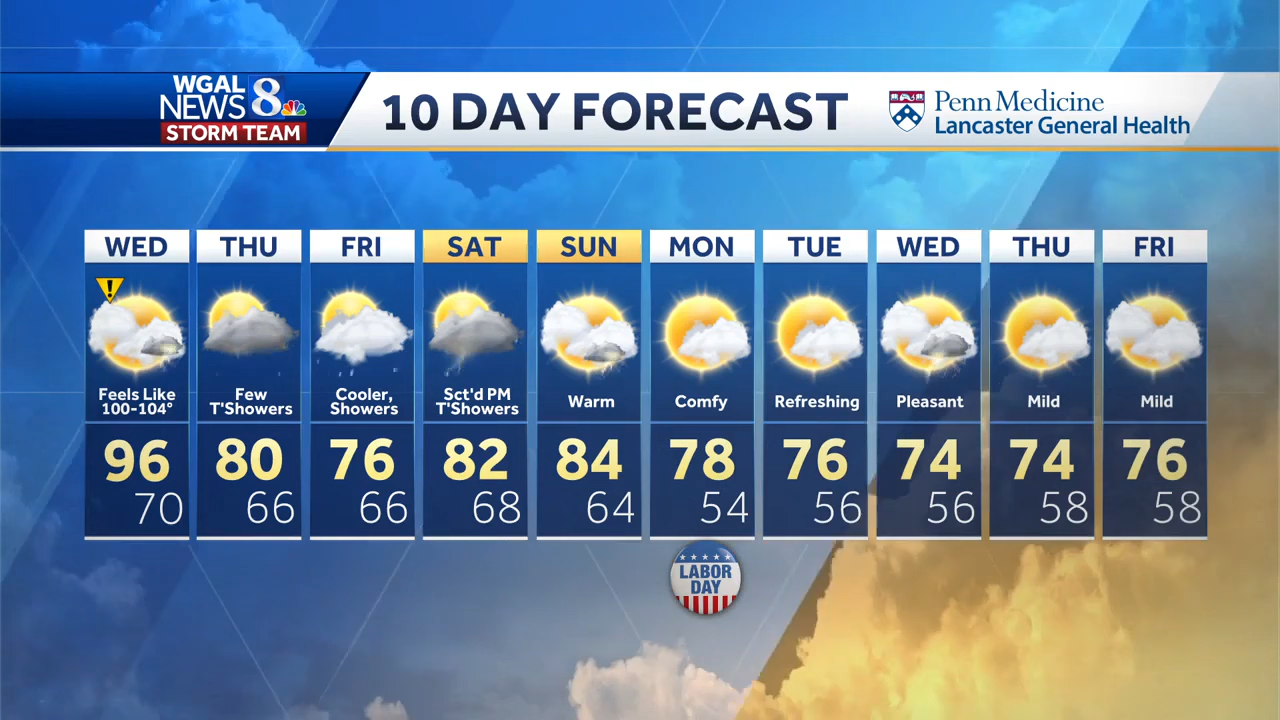 WGAL
NEWS 8
STORM TEAM
10 DAY FORECAST
Penn Medicine
Lancaster General Health
WED THU FRI SAT SUN MON TUE WED THU FRI
!
Feels Like
100-104°
Few
T'Showers
Cooler,
Showers
Sct'd PM
T'Showers
Warm
Comfy
Refreshing
Pleasant
Mild
Mild
96 80 76 82 84 78 76 74 74 76
70 66 66 68 64 54 56 56 58 58
LABOR
DAY